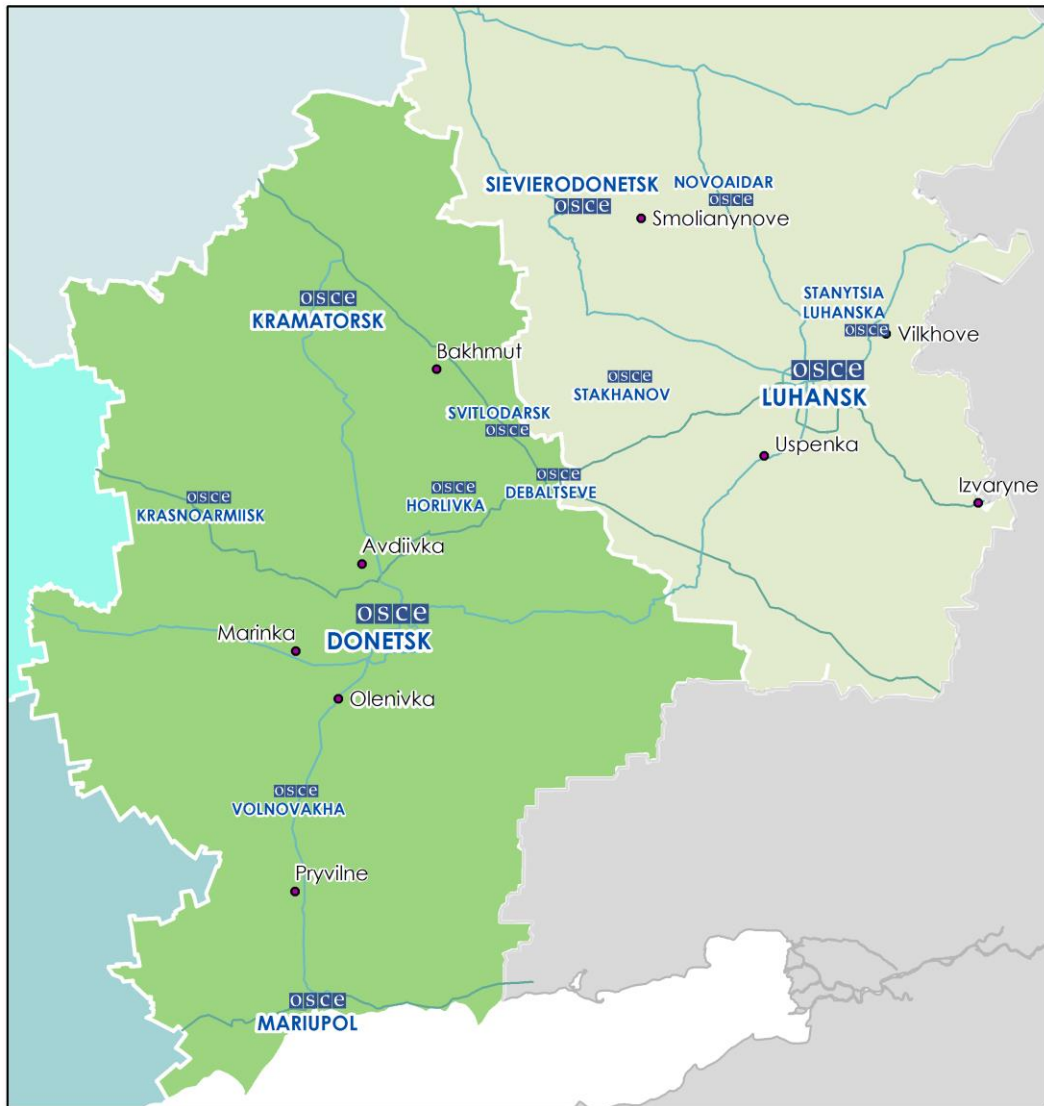 SIEVIERODONETSK
osce
NOVOAIDAR
osce
Smolianynove
osce
KRAMATORSK
STANYTSIA
LUHANSKA
osce
Vilkhove
Bakhmut
osce
STAKHANOV
osce
LUHANSK
SVITLODARSK
osce
Uspenka
osce
DEBALTSEVE
osce
HORLIVKA
osce
KRASNOARMIISK
Izvaryne
Avdiivka
osce
DONETSK
Marinka
Olenivka
osce
VOLNOVAKHA
Pryvilne
osce
MARIUPOL